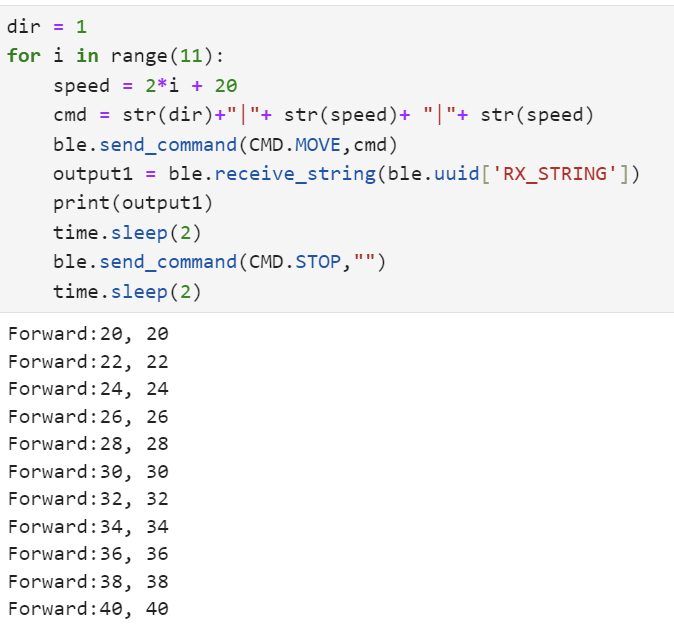 dir = 1
for i in range(11):
    speed = 2*i + 20
    cmd = str(dir)+"|"+ str(speed)+ "|"+ str(speed)
    ble.send_command(CMD.MOVE,cmd)
    output1 = ble.receive_string(ble.uuid['RX_STRING'])
    print(output1)
    time.sleep(2)
    ble.send_command(CMD.STOP,"")
    time.sleep(2)
Forward:20, 20
Forward:22, 22
Forward:24, 24
Forward:26, 26
Forward:28, 28
Forward:30, 30
Forward:32, 32
Forward:34, 34
Forward:36, 36
Forward:38, 38
Forward:40, 40